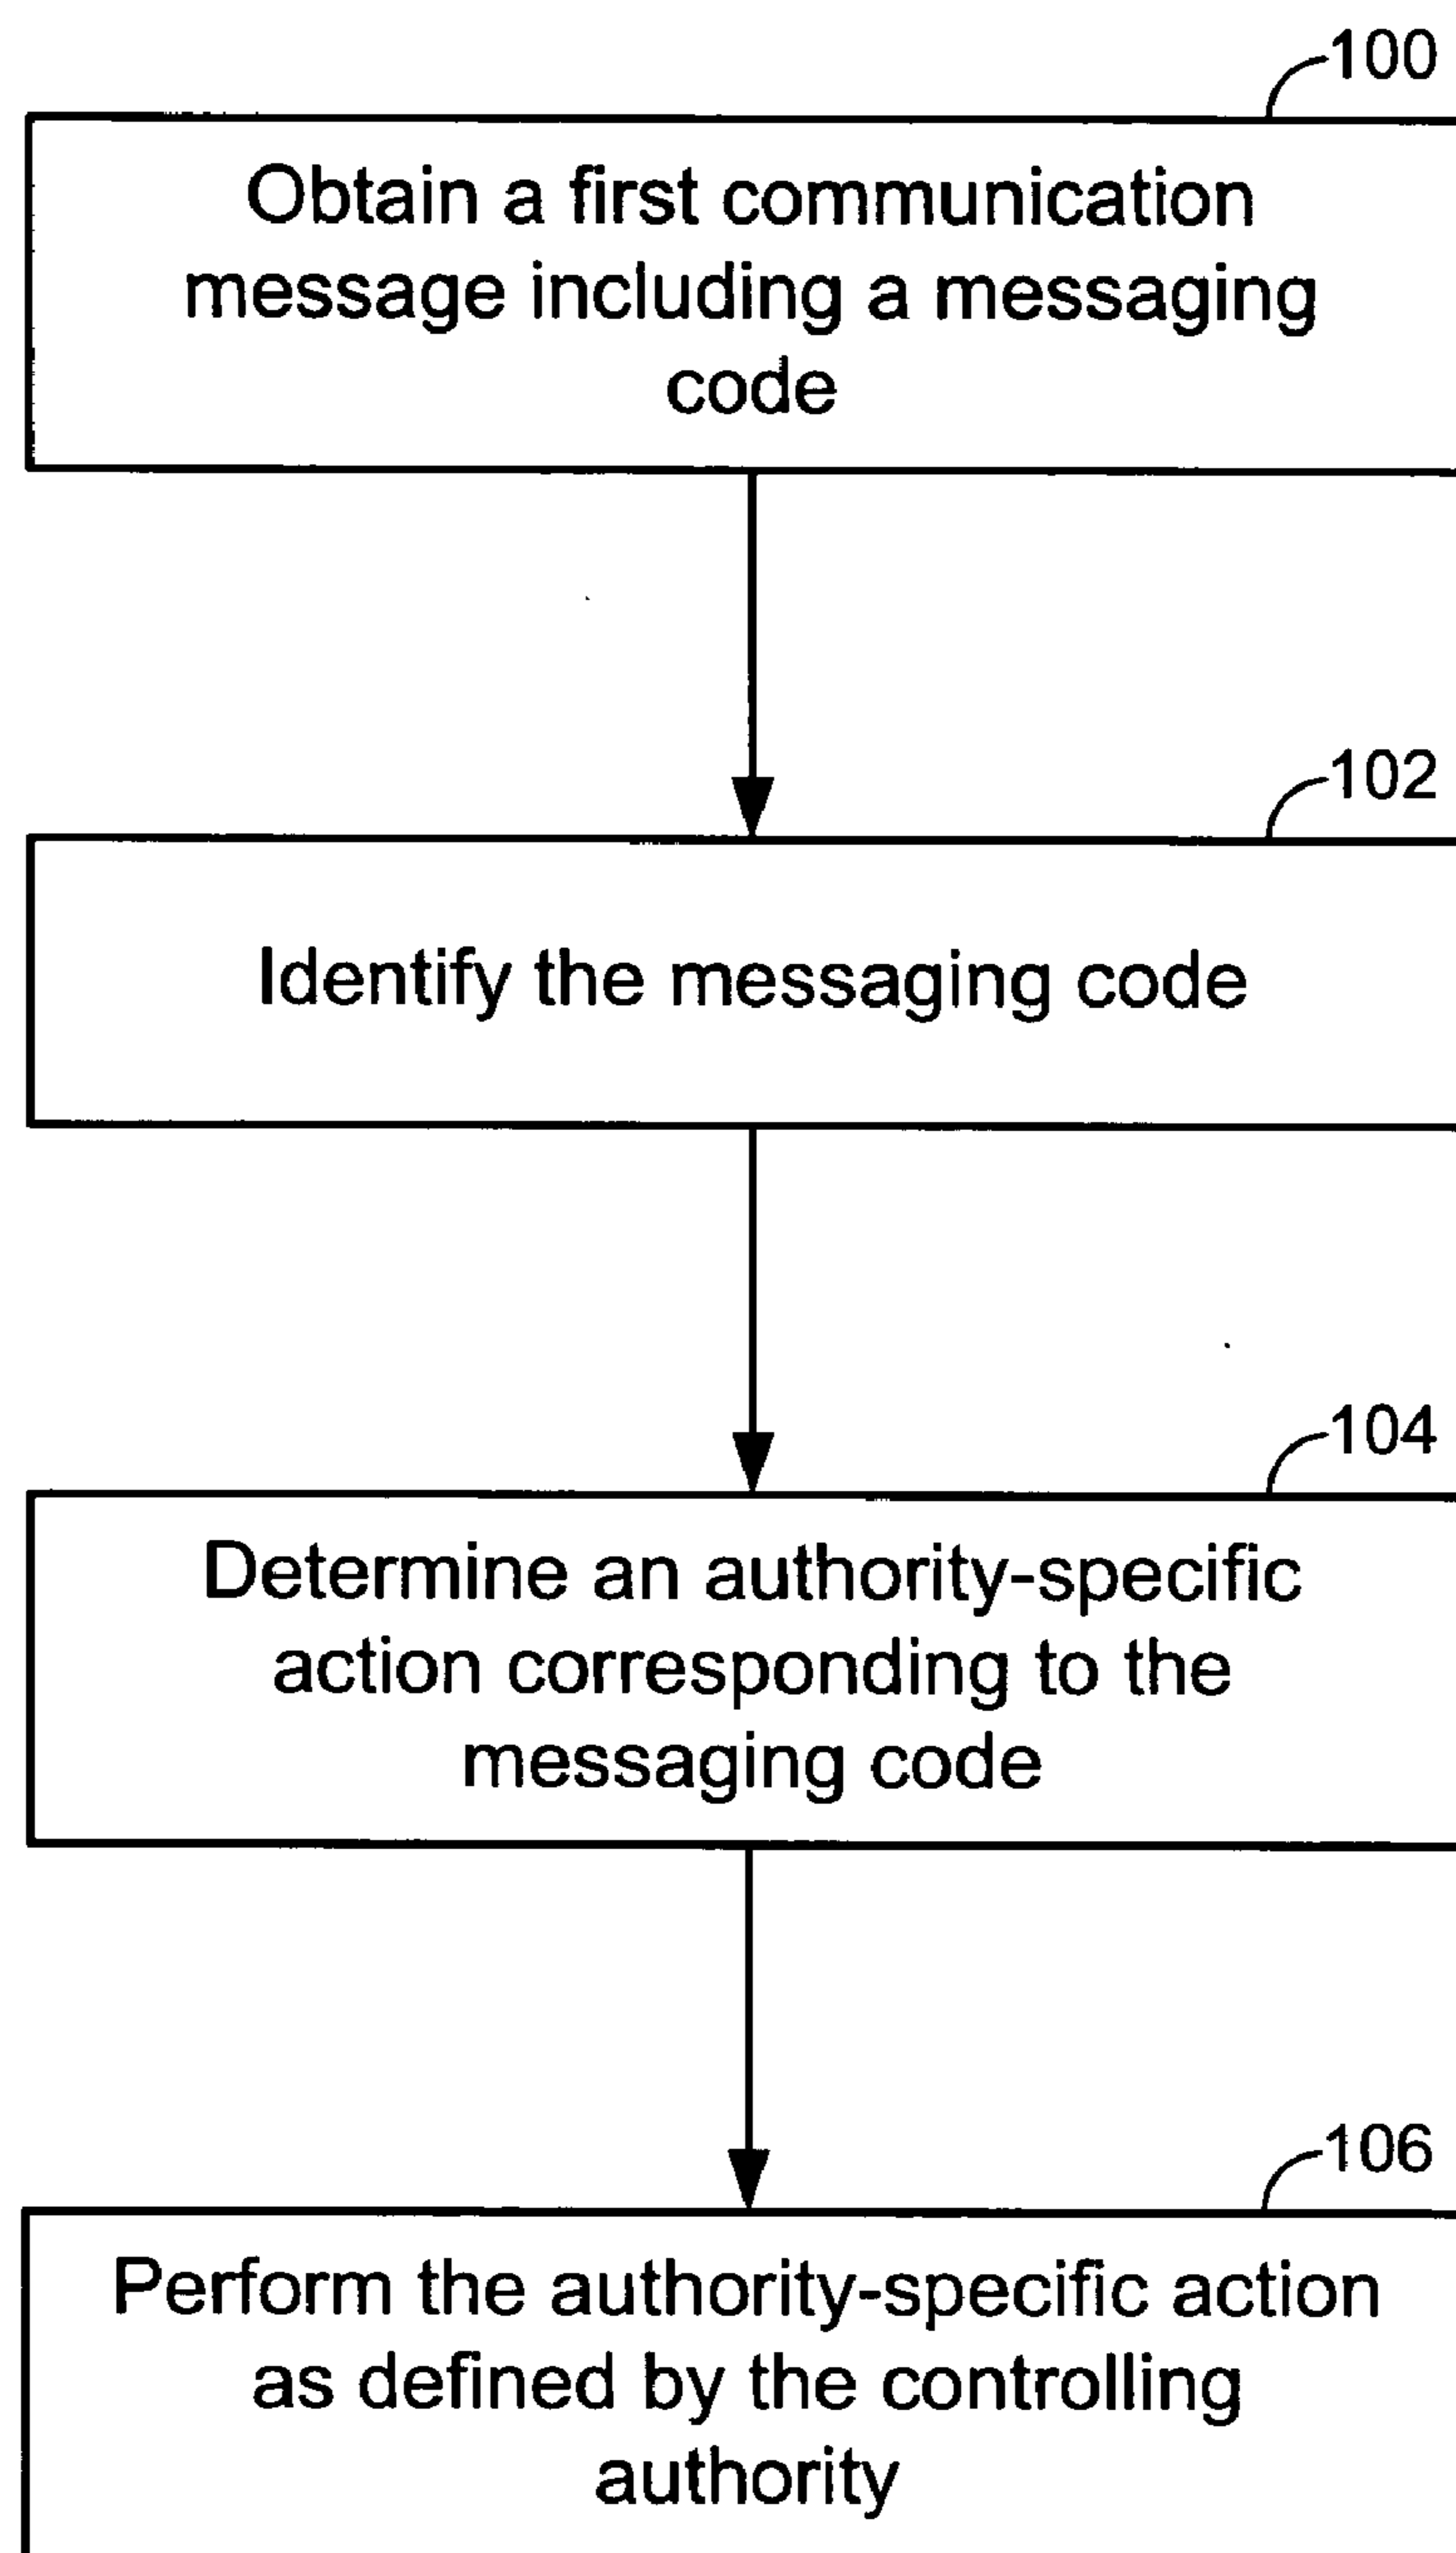 100
Obtain a first communication
message including a messaging
code
102
Identify the messaging code
104
Determine an authority-specific
action corresponding to the
messaging code
106
Perform the authority-specific action
as defined by the controlling
authority